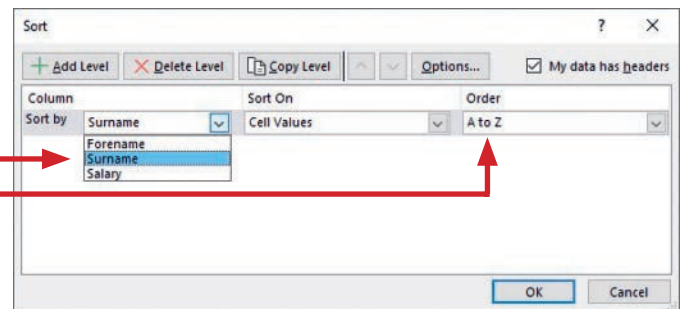 Sort ? X
Add Level Delete Level Copy Level Options... My data has headers
Column Sort On Order
Sort by Surname Cell Values A to Z
Forename
Surname
Salary
OK Cancel